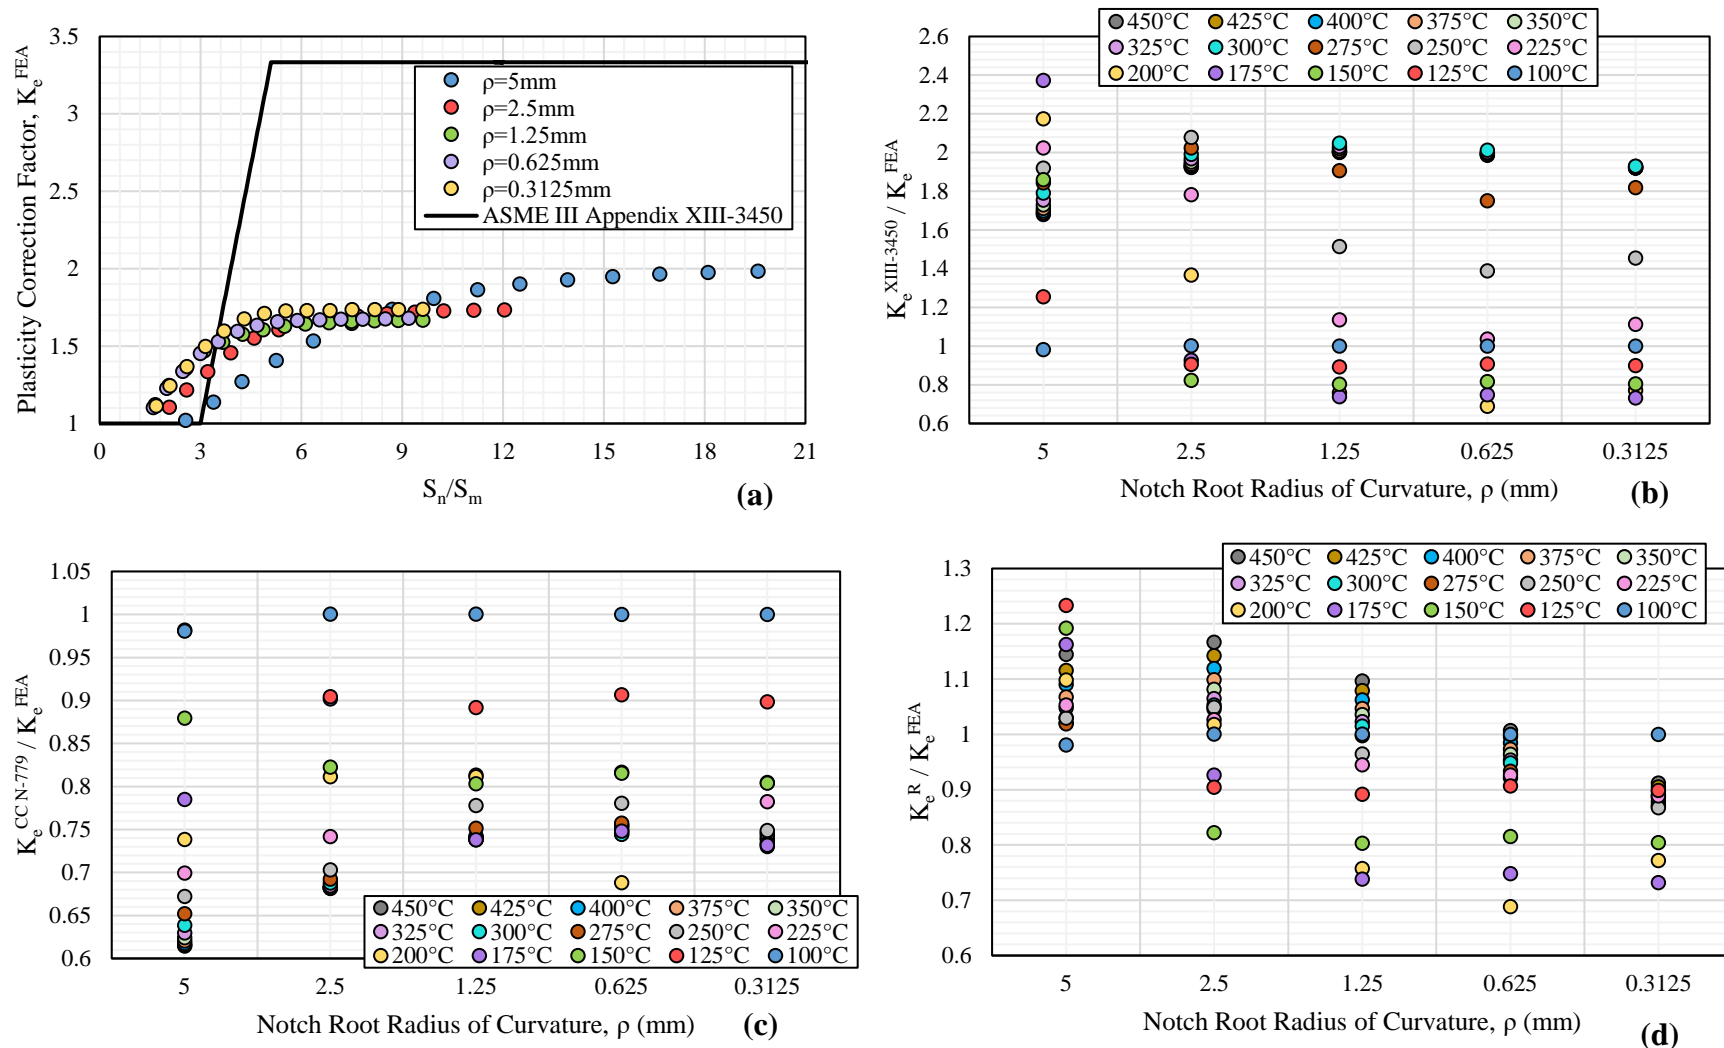 Plasticity Correction Factor, K_e^FEA
3.5
3
2.5
2
1.5
1
0
3
6
9
12
15
18
21
S_n/S_m
(a)
ρ=5mm
ρ=2.5mm
ρ=1.25mm
ρ=0.625mm
ρ=0.3125mm
ASME III Appendix XIII-3450
450°C 425°C 400°C 375°C 350°C
325°C 300°C 275°C 250°C 225°C
200°C 175°C 150°C 125°C 100°C
K_e^XIII-3450 / K_e^FEA
2.6
2.4
2.2
2
1.8
1.6
1.4
1.2
1
0.8
0.6
5
2.5
1.25
0.625
0.3125
Notch Root Radius of Curvature, ρ (mm)
(b)
K_e^CC N-779 / K_e^FEA
1.05
1
0.95
0.9
0.85
0.8
0.75
0.7
0.65
0.6
450°C 425°C 400°C 375°C 350°C
325°C 300°C 275°C 250°C 225°C
200°C 175°C 150°C 125°C 100°C
5
2.5
1.25
0.625
0.3125
Notch Root Radius of Curvature, ρ (mm)
(c)
450°C 425°C 400°C 375°C 350°C
325°C 300°C 275°C 250°C 225°C
200°C 175°C 150°C 125°C 100°C
K_e^R / K_e^FEA
1.3
1.2
1.1
1
0.9
0.8
0.7
0.6
5
2.5
1.25
0.625
0.3125
Notch Root Radius of Curvature, ρ (mm)
(d)